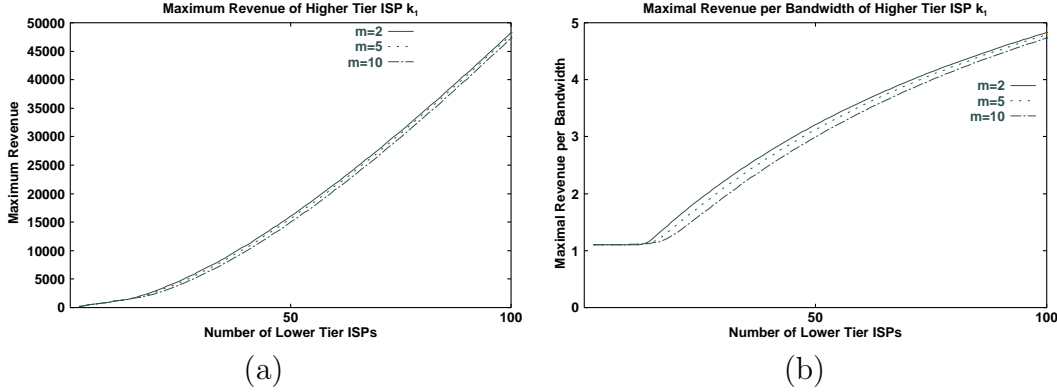 Maximum Revenue of Higher Tier ISP k1
50000
45000
40000
35000
30000
25000
20000
15000
10000
5000
0
Maximum Revenue
m=2
m=5
m=10
50
100
Number of Lower Tier ISPs
(a)
Maximal Revenue per Bandwidth of Higher Tier ISP k1
5
4
3
2
1
0
Maximal Revenue per Bandwidth
m=2
m=5
m=10
50
100
Number of Lower Tier ISPs
(b)